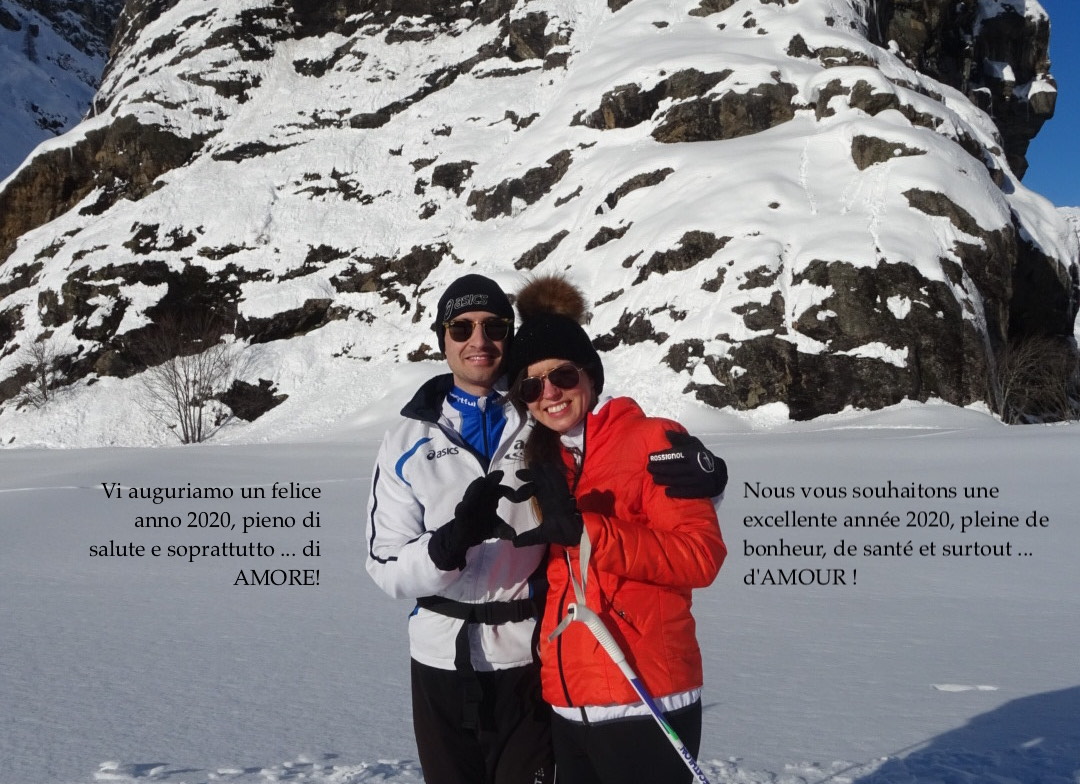 asics
asics
ROSSIGNOL
Vi auguriamo un felice
anno 2020, pieno di
salute e soprattutto ... di
AMORE!
Nous vous souhaitons une
excellente année 2020, pleine de
bonheur, de santé et surtout ...
d'AMOUR !